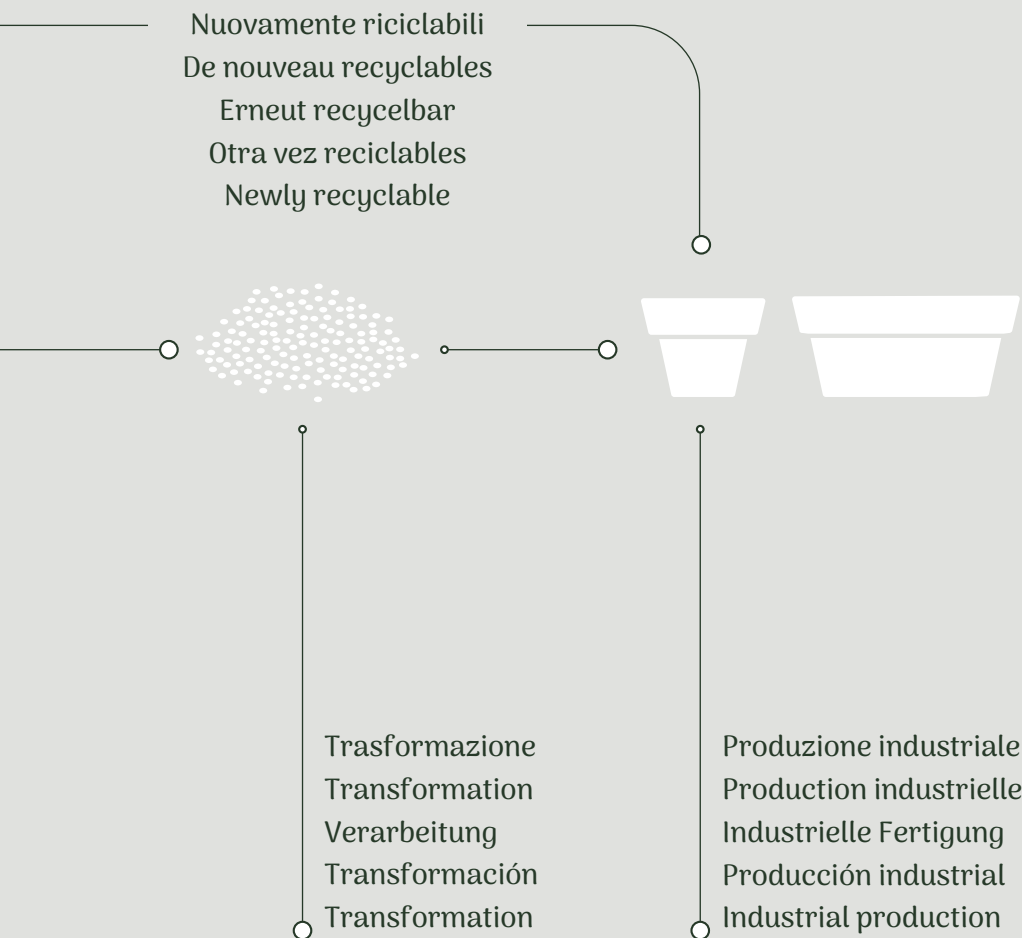 Nuovamente riciclabili
De nouveau recyclables
Erneut recycelbar
Otra vez reciclables
Newly recyclable
Trasformazione
Transformation
Verarbeitung
Transformación
Transformation
Produzione industriale
Production industrielle
Industrielle Fertigung
Producción industrial
Industrial production